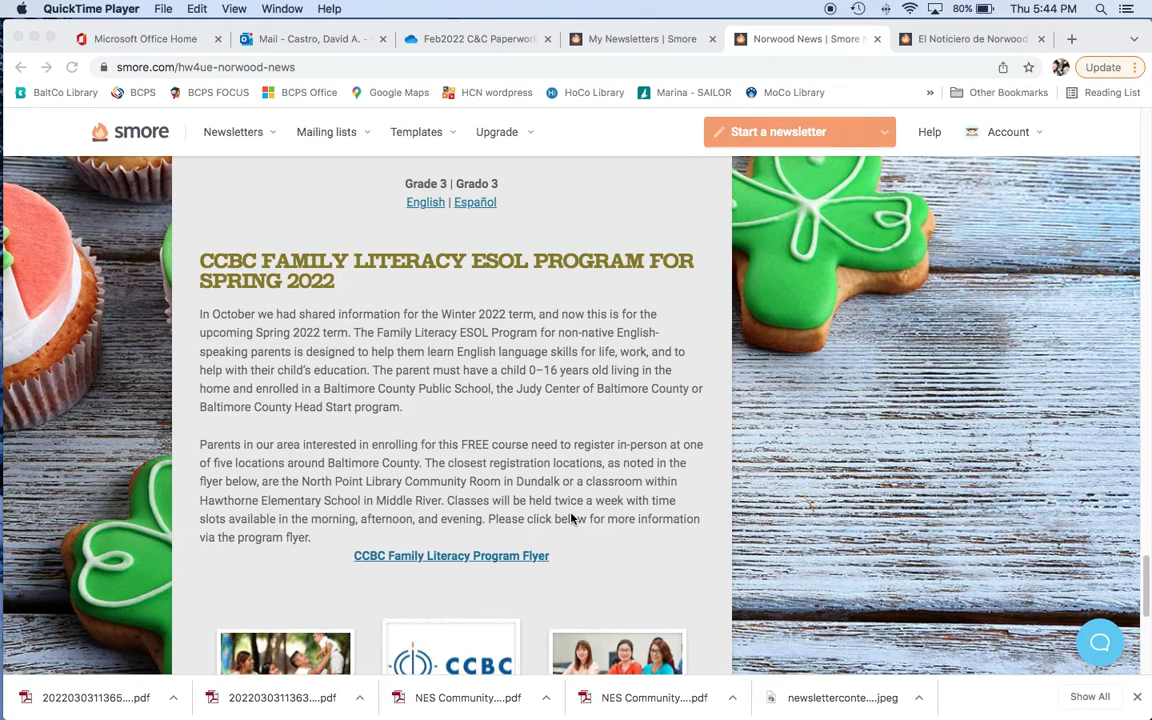 QuickTime Player File Edit View Window Help 80% Thu 5:44 PM
Microsoft Office Home Mail - Castro, David A. - Feb2022 C&C Paperwork My Newsletters | Smore Norwood News | Smore El Noticiero de Norwood
smore.com/hw4ue-norwood-news Update
BaltCo Library BCPS BCPS FOCUS BCPS Office Google Maps HCN wordpress HoCo Library Marina - SAILOR MoCo Library » Other Bookmarks Reading List
smore Newsletters Mailing lists Templates Upgrade Start a newsletter Help Account
Grade 3 | Grado 3
English | Español
CCBC FAMILY LITERACY ESOL PROGRAM FOR
SPRING 2022
In October we had shared information for the Winter 2022 term, and now this is for the
upcoming Spring 2022 term. The Family Literacy ESOL Program for non-native English-
speaking parents is designed to help them learn English language skills for life, work, and to
help with their child's education. The parent must have a child 0–16 years old living in the
home and enrolled in a Baltimore County Public School, the Judy Center of Baltimore County or
Baltimore County Head Start program.
Parents in our area interested in enrolling for this FREE course need to register in-person at one
of five locations around Baltimore County. The closest registration locations, as noted in the
flyer below, are the North Point Library Community Room in Dundalk or a classroom within
Hawthorne Elementary School in Middle River. Classes will be held twice a week with time
slots available in the morning, afternoon, and evening. Please click below for more information
via the program flyer.
CCBC Family Literacy Program Flyer
CCBC
2022030311365....pdf 2022030311363....pdf NES Community....pdf NES Community....pdf newsletterconte....jpeg Show All